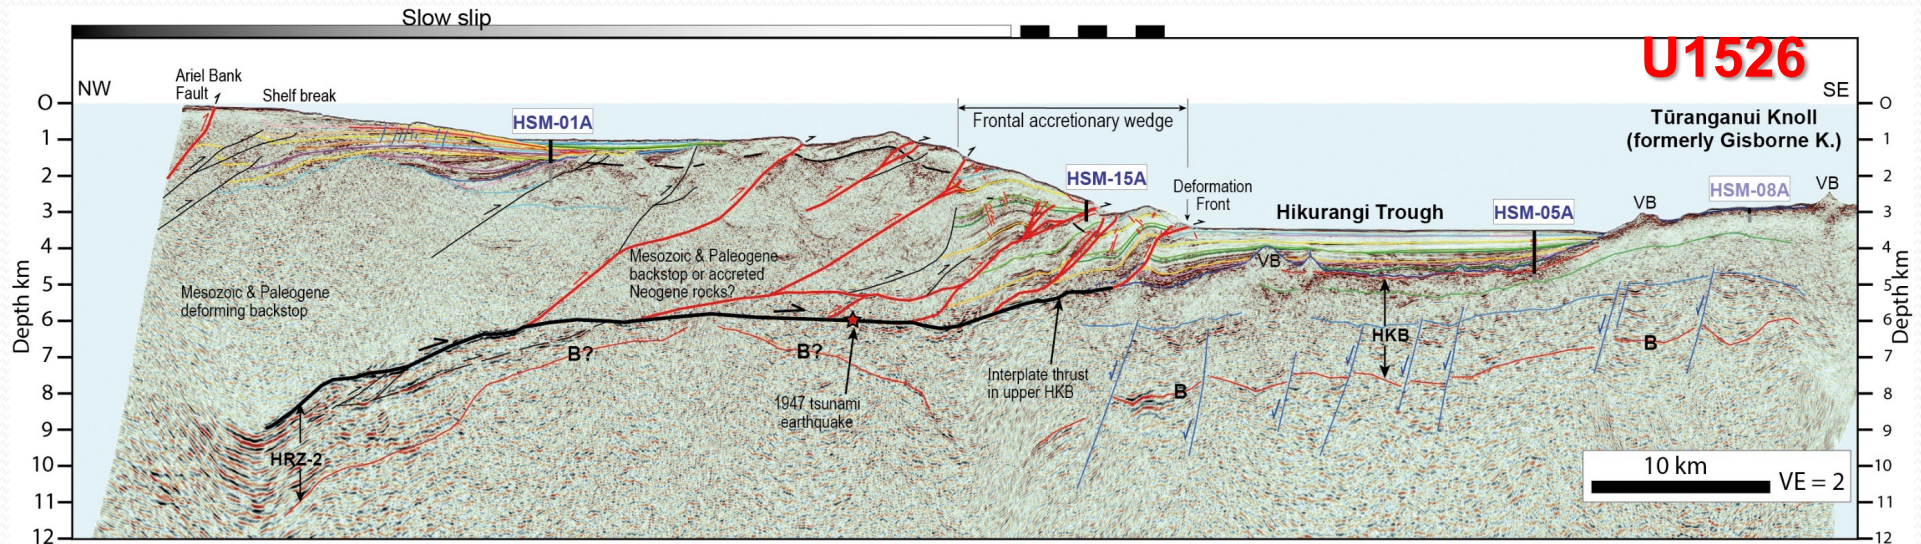 Slow slip
U1526
NW
SE
Ariel Bank
Fault
Shelf break
HSM-01A
Frontal accretionary wedge
Tūranganui Knoll
(formerly Gisborne K.)
HSM-15A
Deformation
Front
Hikurangi Trough
HSM-05A
VB
HSM-08A
VB
VB
Mesozoic & Paleogene
deforming backstop
Mesozoic & Paleogene
backstop or accreted
Neogene rocks?
B?
B?
1947 tsunami
earthquake
Interplate thrust
in upper HKB
HKB
B
B
HRZ-2
10 km
VE = 2
Depth km
0
1
2
3
4
5
6
7
8
9
10
11
12
Depth km
0
1
2
3
4
5
6
7
8
9
10
11
12